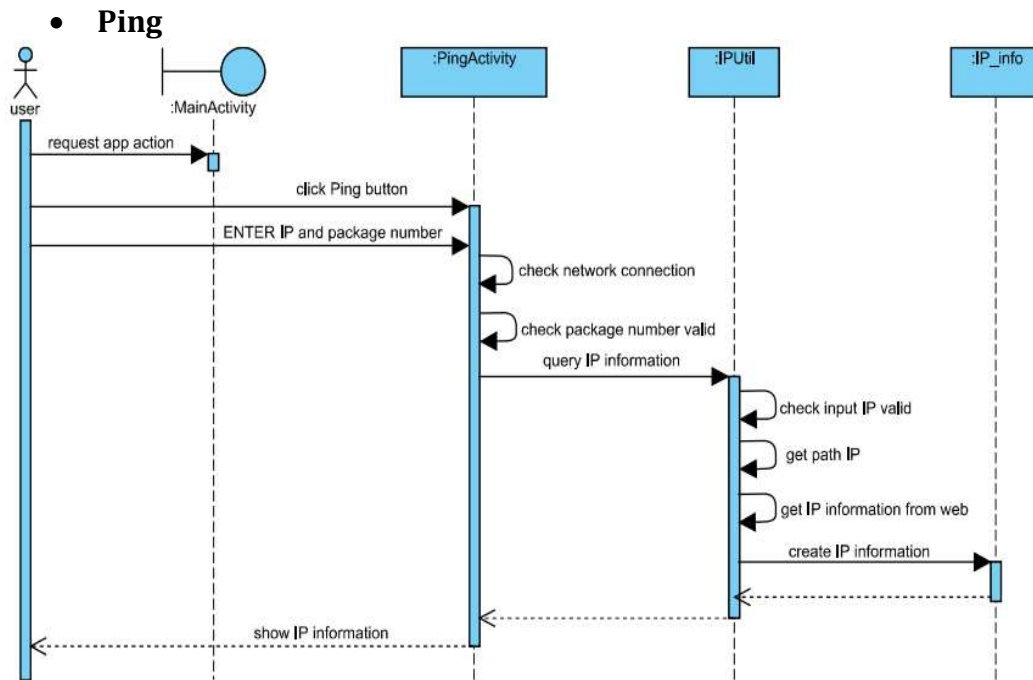 • Ping
:PingActivity
:IPUtil
:IP_info
user
:MainActivity
request app action
click Ping button
ENTER IP and package number
check network connection
check package number valid
query IP information
check input IP valid
get path IP
get IP information from web
create IP information
show IP information